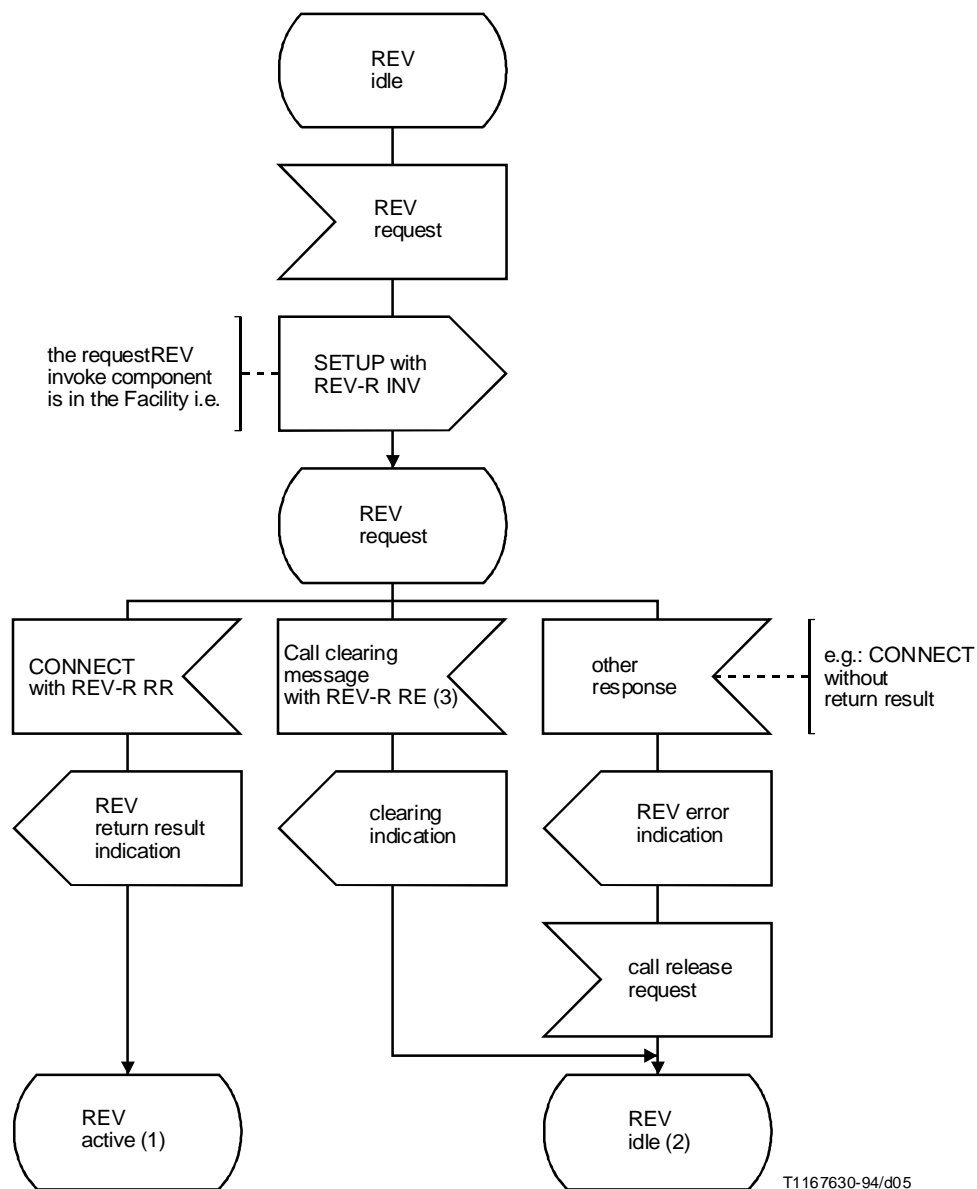 REV
idle
REV
request
the requestREV
invoke component
is in the Facility i.e.
SETUP with
REV-R INV
REV
request
CONNECT
with REV-R RR
Call clearing
message
with REV-R RE (3)
other
response
e.g.: CONNECT
without
return result
REV
return result
indication
clearing
indication
REV error
indication
call release
request
REV
active (1)
REV
idle (2)
T1167630-94/d05